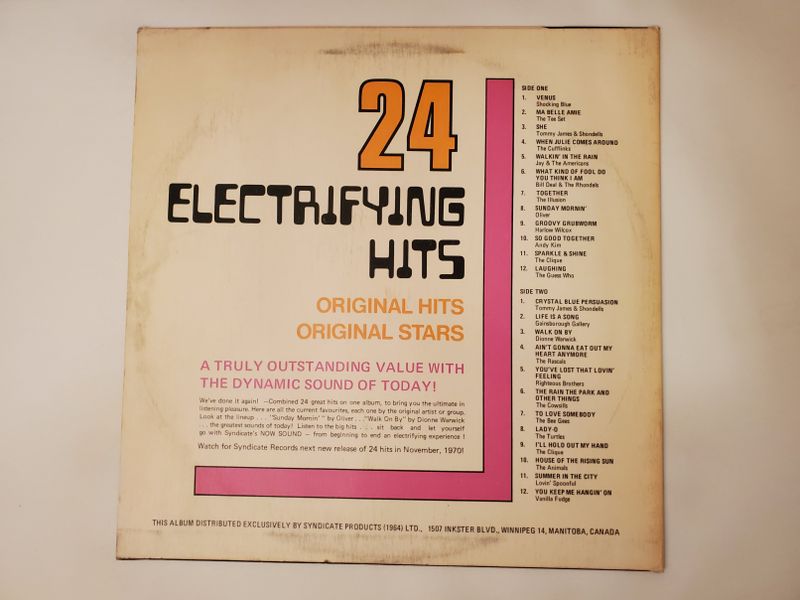 24
ELECTRIFYING
HITS
ORIGINAL HITS
ORIGINAL STARS
A TRULY OUTSTANDING VALUE WITH
THE DYNAMIC SOUND OF TODAY!
We've done it again! —Combined 24 great hits on one album, to bring you the ultimate in
listening pleasure. Here are all the current favourites, each one by the original artist or group.
Look at the lineup . . . "Sunday Mornin' " by Oliver . . ."Walk On By" by Dionne Warwick
. . . the greatest sounds of today! Listen to the big hits . . . sit back and let yourself
go with Syndicate's NOW SOUND — from beginning to end an electrifying experience !
Watch for Syndicate Records next new release of 24 hits in November, 1970!
SIDE ONE
1. VENUS
Shocking Blue
2. MA BELLE AMIE
The Tee Set
3. SHE
Tommy James & Shondells
4. WHEN JULIE COMES AROUND
The Cufflinks
5. WALKIN' IN THE RAIN
Jay & The Americans
6. WHAT KIND OF FOOL DO
YOU THINK I AM
Bill Deal & The Rhondels
7. TOGETHER
The Illusion
8. SUNDAY MORNIN'
Oliver
9. GROOVY GRUBWORM
Harlow Wilcox
10. SO GOOD TOGETHER
Andy Kim
11. SPARKLE & SHINE
The Clique
12. LAUGHING
The Guess Who
SIDE TWO
1. CRYSTAL BLUE PERSUASION
Tommy James & Shondells
2. LIFE IS A SONG
Gainsborough Gallery
3. WALK ON BY
Dionne Warwick
4. AIN'T GONNA EAT OUT MY
HEART ANYMORE
The Rascals
5. YOU'VE LOST THAT LOVIN'
FEELING
Righteous Brothers
6. THE RAIN THE PARK AND
OTHER THINGS
The Cowsills
7. TO LOVE SOMEBODY
The Bee Gees
8. LADY-O
The Turtles
9. I'LL HOLD OUT MY HAND
The Clique
10. HOUSE OF THE RISING SUN
The Animals
11. SUMMER IN THE CITY
Lovin' Spoonful
12. YOU KEEP ME HANGIN' ON
Vanilla Fudge
THIS ALBUM DISTRIBUTED EXCLUSIVELY BY SYNDICATE PRODUCTS (1964) LTD., 1507 INKSTER BLVD., WINNIPEG 14, MANITOBA, CANADA